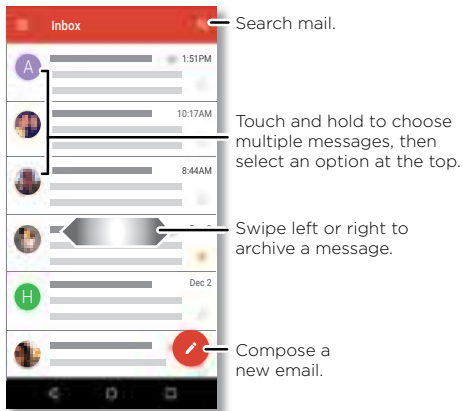 Inbox
Search mail.
A
1:51PM
10:17AM
Touch and hold to choose
multiple messages, then
select an option at the top.
8:44AM
Swipe left or right to
archive a message.
Dec 2
H
Compose a
new email.